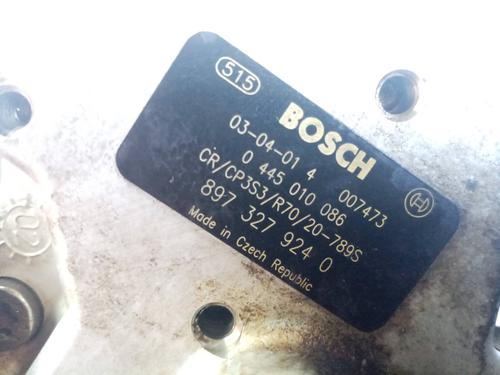 515
BOSCH
03-04-01 4 007473
0 445 010 086
CR/CP3S3/R70/20-789S
897 327 924 0
Made in Czech Republic